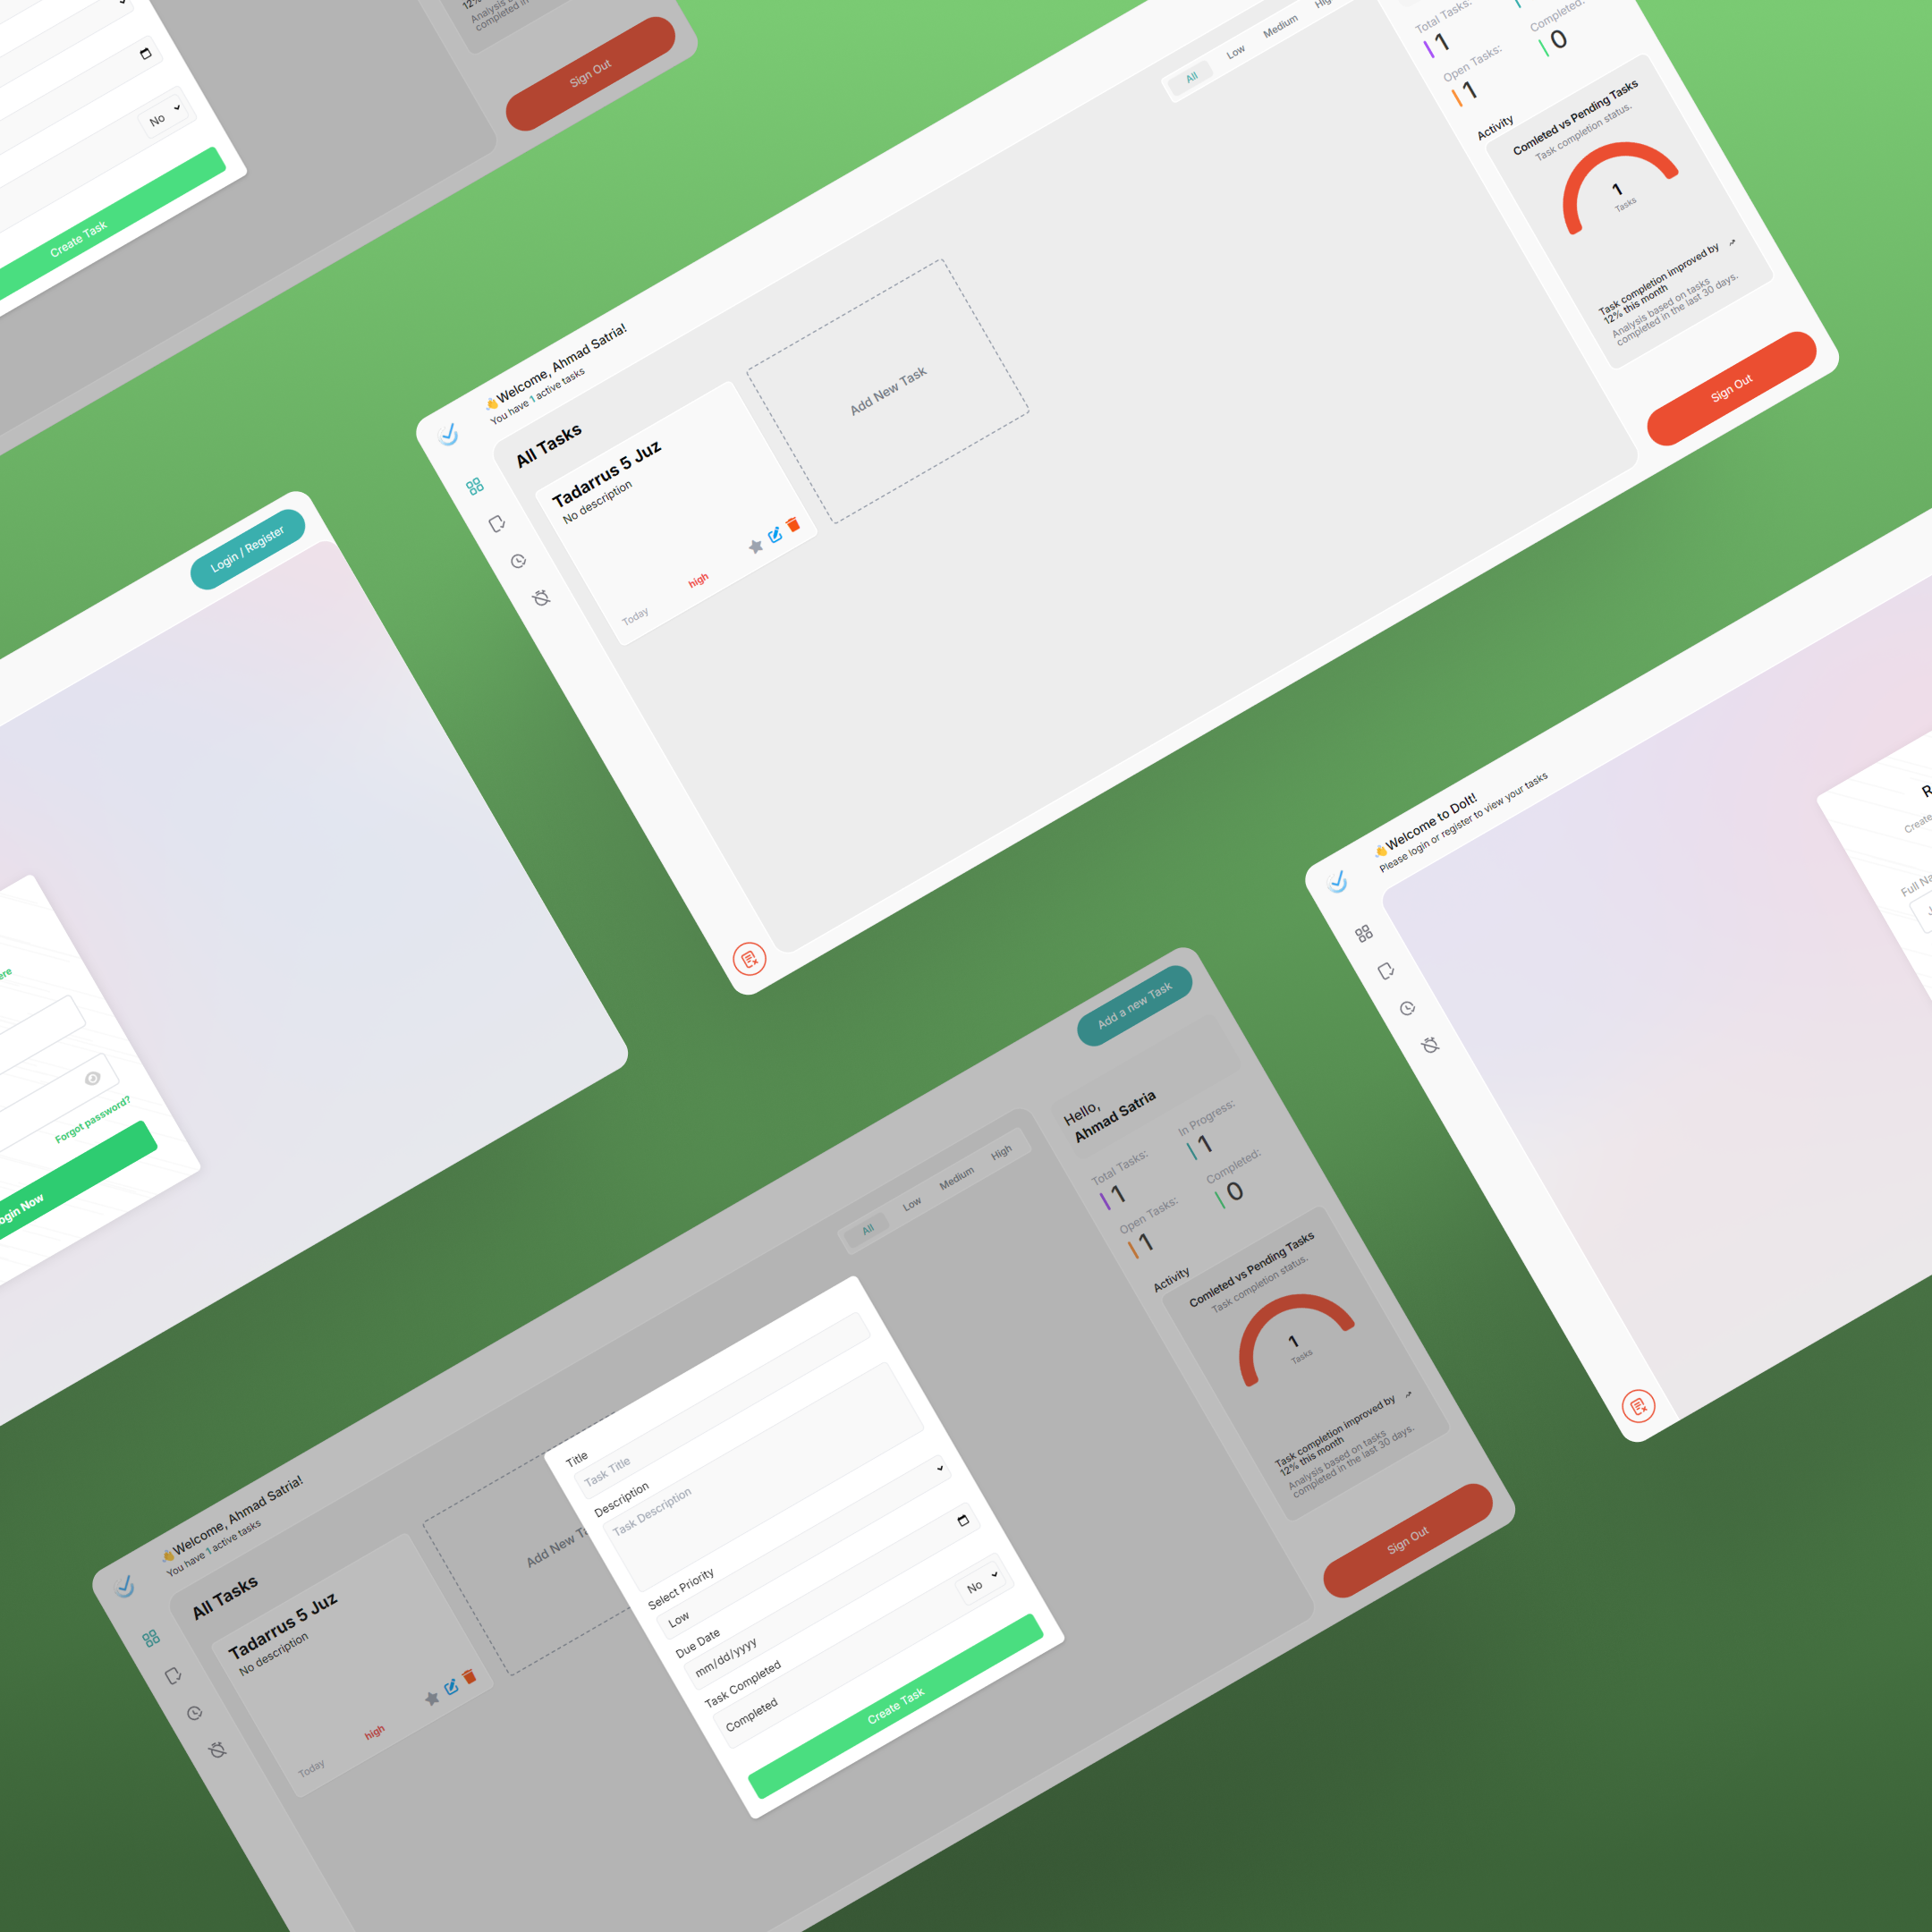 12%
Analysis based
completed in
Sign Out
No
Create Task
Login / Register
ere
Forgot password?
ogin Now
👋Welcome, Ahmad Satria!
You have 1 active tasks
All Tasks
All
Low
Medium
Tadarrus 5 Juz
No description
Today
high
Add New Task
Total Tasks:
1
Completed:
0
Open Tasks:
1
Activity
Comleted vs Pending Tasks
Task completion status.
1
Tasks
Task completion improved by
12% this month
Analysis based on tasks
completed in the last 30 days.
Sign Out
👋Welcome to DoIt!
Please login or register to view your tasks
Create
Full Na
👋Welcome, Ahmad Satria!
You have 1 active tasks
Add a new Task
All Tasks
All
Low
Medium
High
Tadarrus 5 Juz
No description
Today
high
Add New T
Title
Task Title
Description
Task Description
Select Priority
Low
Due Date
mm/dd/yyyy
Task Completed
Completed
No
Create Task
Hello,
Ahmad Satria
Total Tasks:
1
In Progress:
1
Open Tasks:
1
Completed:
0
Activity
Comleted vs Pending Tasks
Task completion status.
1
Tasks
Task completion improved by
12% this month
Analysis based on tasks
completed in the last 30 days.
Sign Out